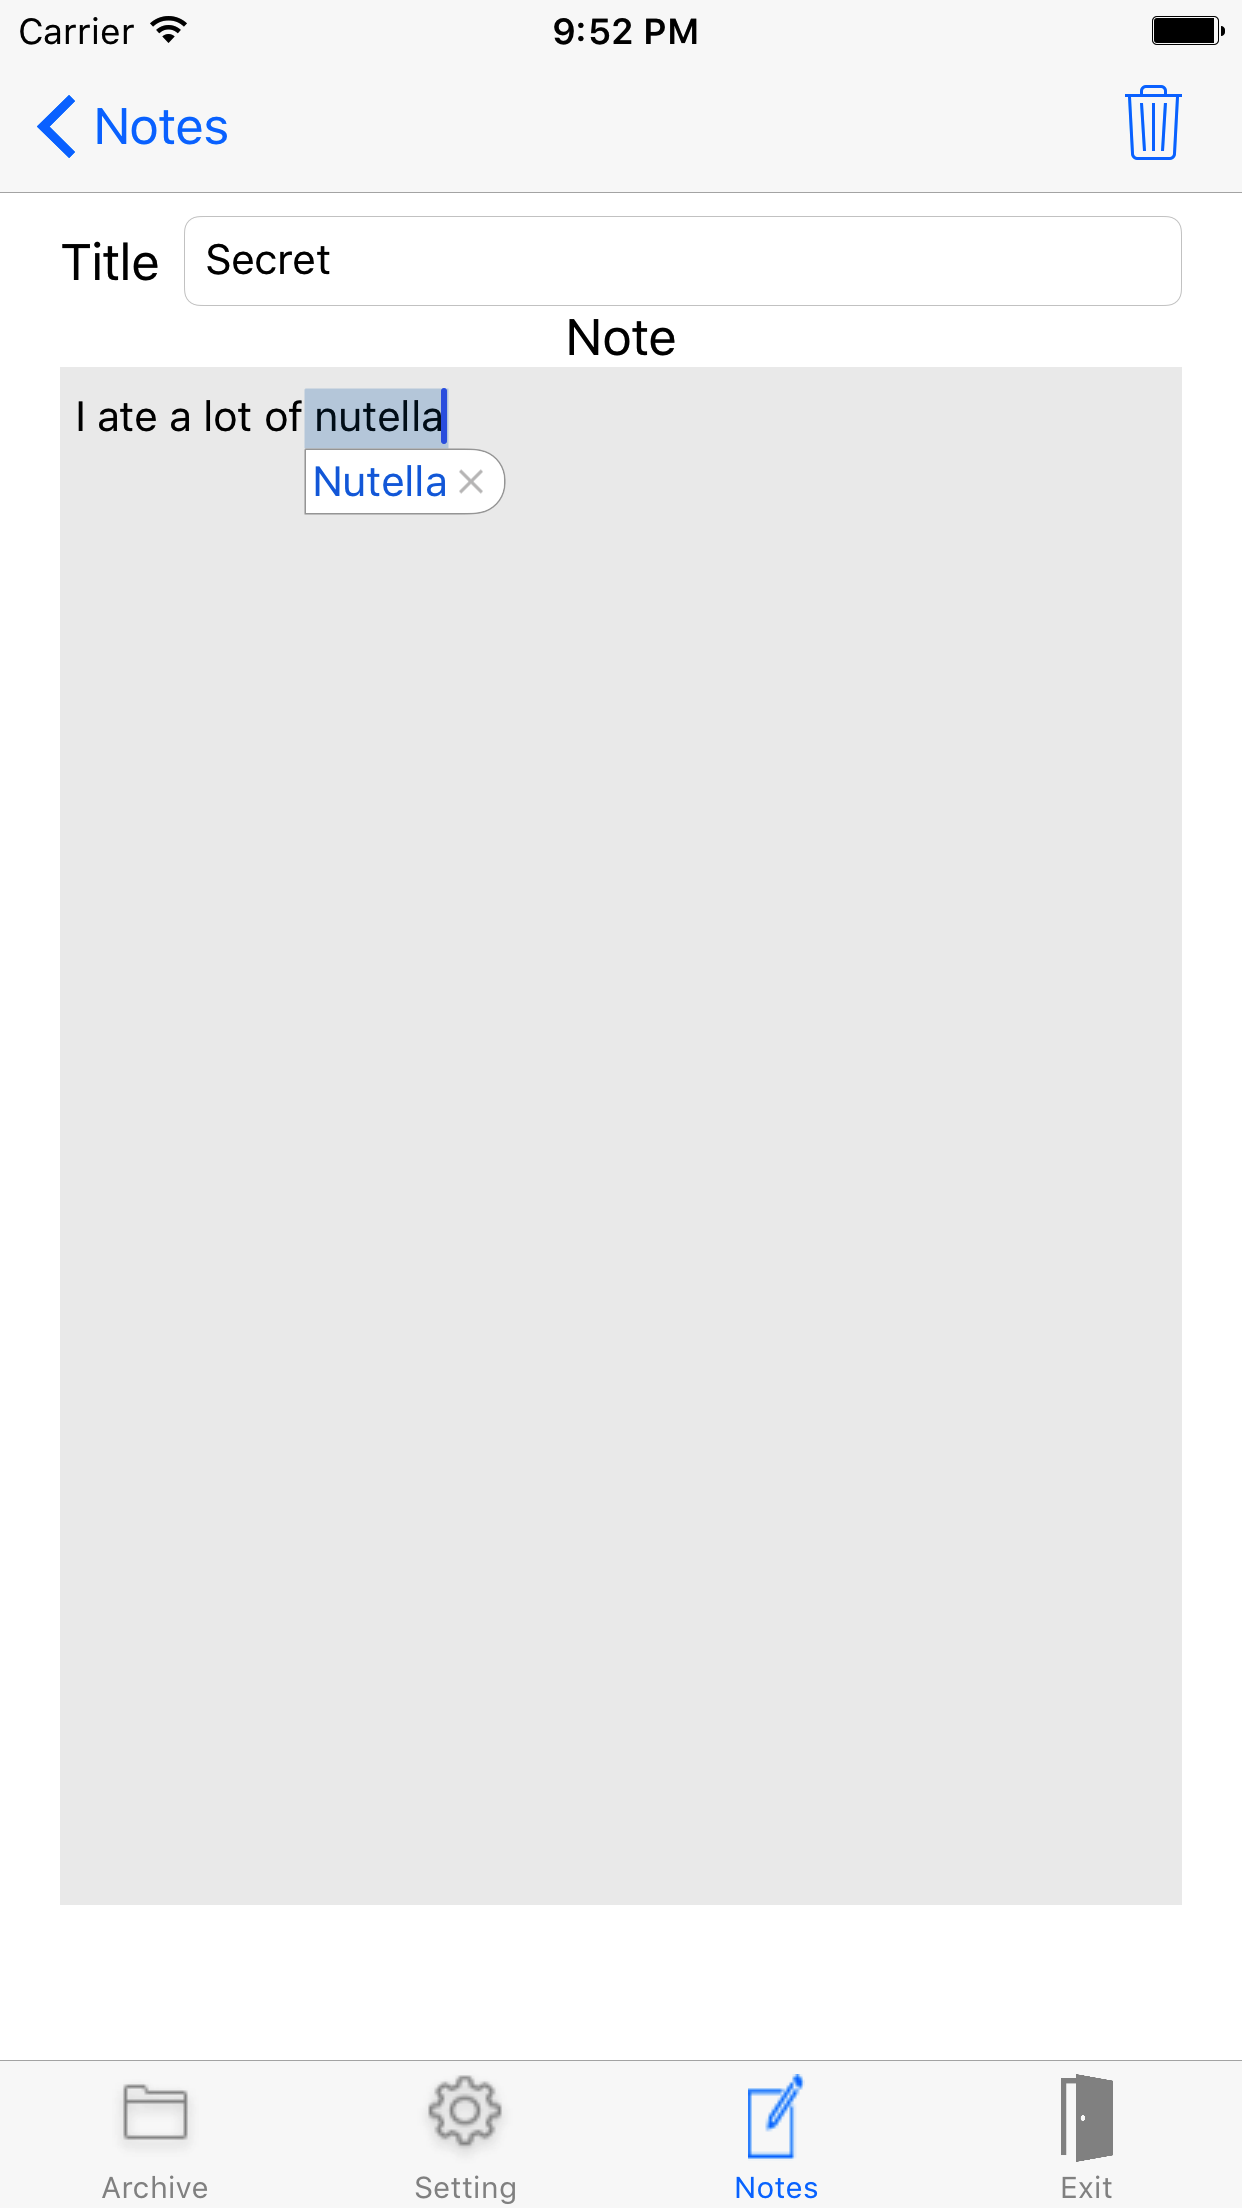 Carrier 9:52 PM
Notes
Title Secret
Note
I ate a lot of nutella
Nutella
Archive Setting Notes Exit